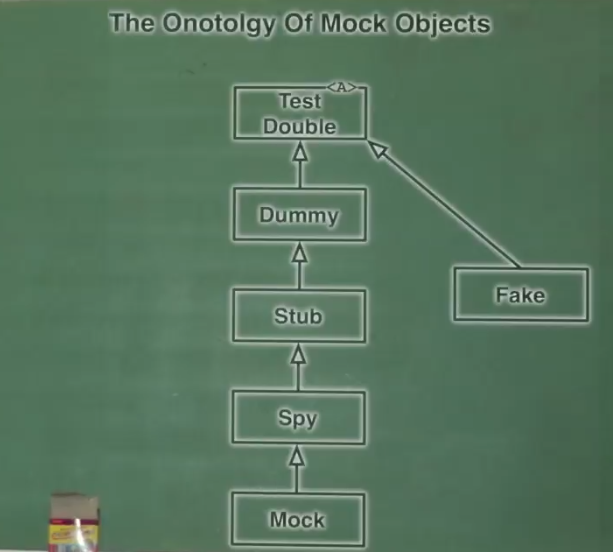 The Onotolgy Of Mock Objects
<A>
Test
Double
Dummy
Fake
Stub
Spy
Mock